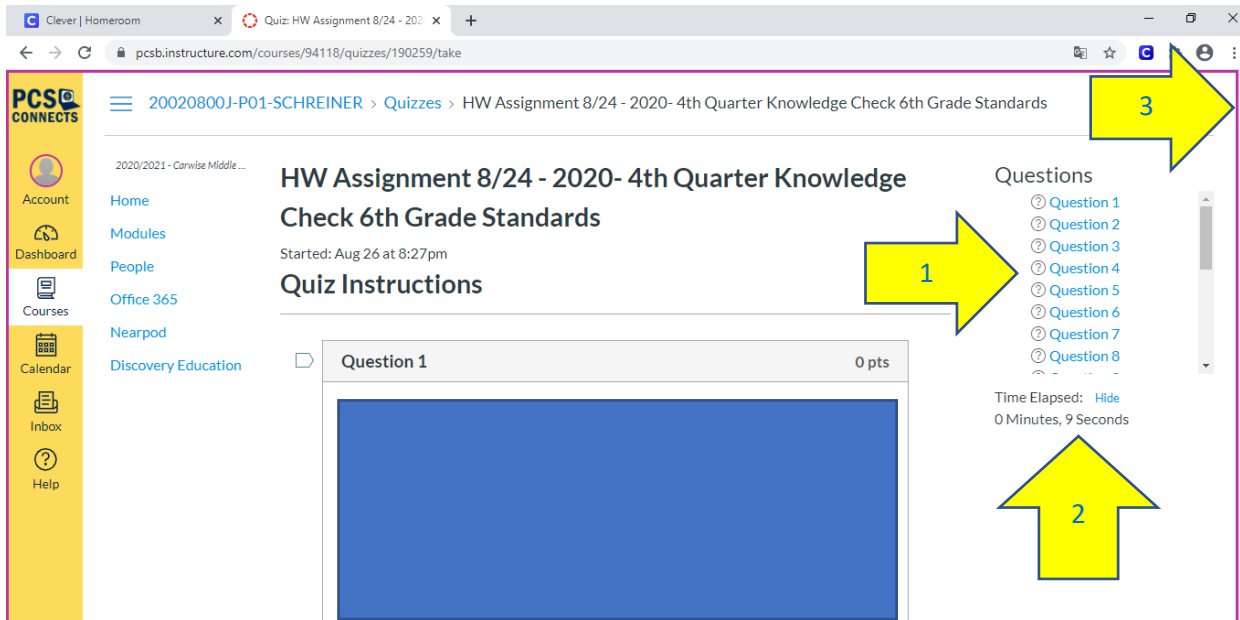 Clever | Homeroom
Quiz: HW Assignment 8/24 - 202
pcsb.instructure.com/courses/94118/quizzes/190259/take
PCS
CONNECTS
20020800J-P01-SCHREINER > Quizzes > HW Assignment 8/24 - 2020- 4th Quarter Knowledge Check 6th Grade Standards
3
Account
Dashboard
Courses
Calendar
Inbox
Help
2020/2021 - Carwise Middle ...
Home
Modules
People
Office 365
Nearpod
Discovery Education
HW Assignment 8/24 - 2020- 4th Quarter Knowledge
Check 6th Grade Standards
Started: Aug 26 at 8:27pm
Quiz Instructions
Question 1 0 pts
1
Questions
Question 1
Question 2
Question 3
Question 4
Question 5
Question 6
Question 7
Question 8
Time Elapsed: Hide
0 Minutes, 9 Seconds
2